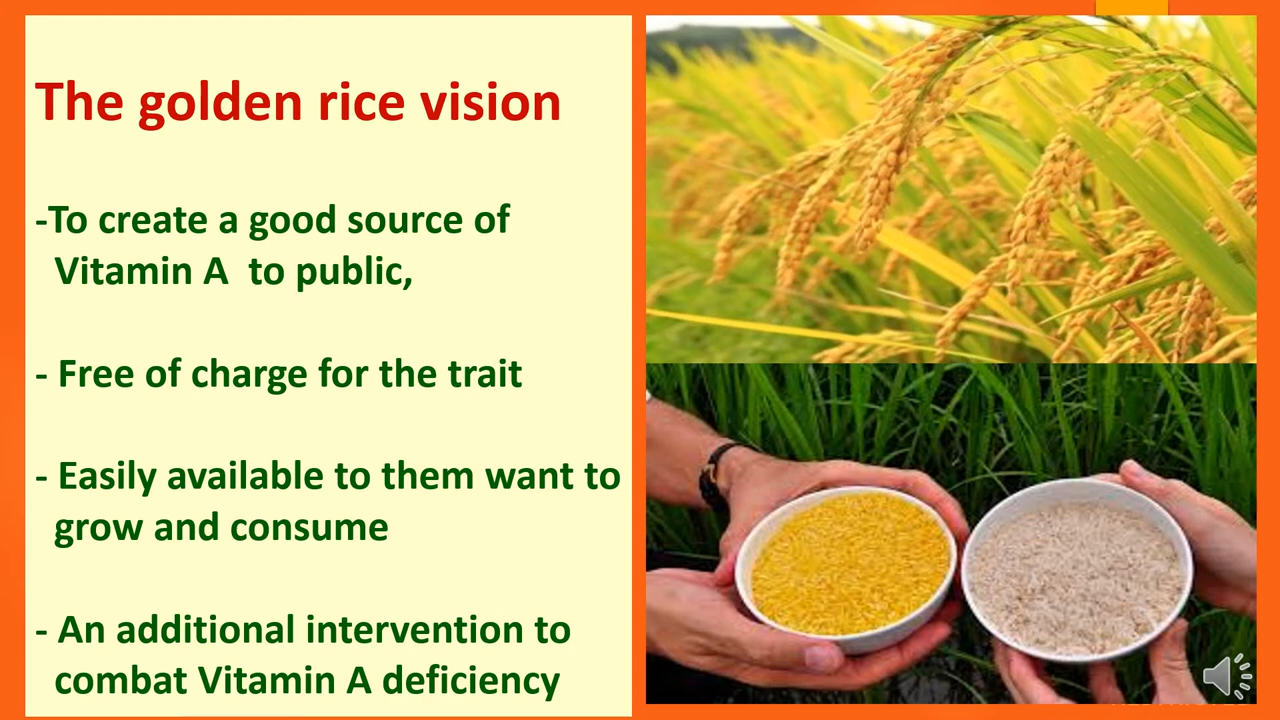 The golden rice vision
-To create a good source of
Vitamin A to public,
- Free of charge for the trait
- Easily available to them want to
grow and consume
- An additional intervention to
combat Vitamin A deficiency